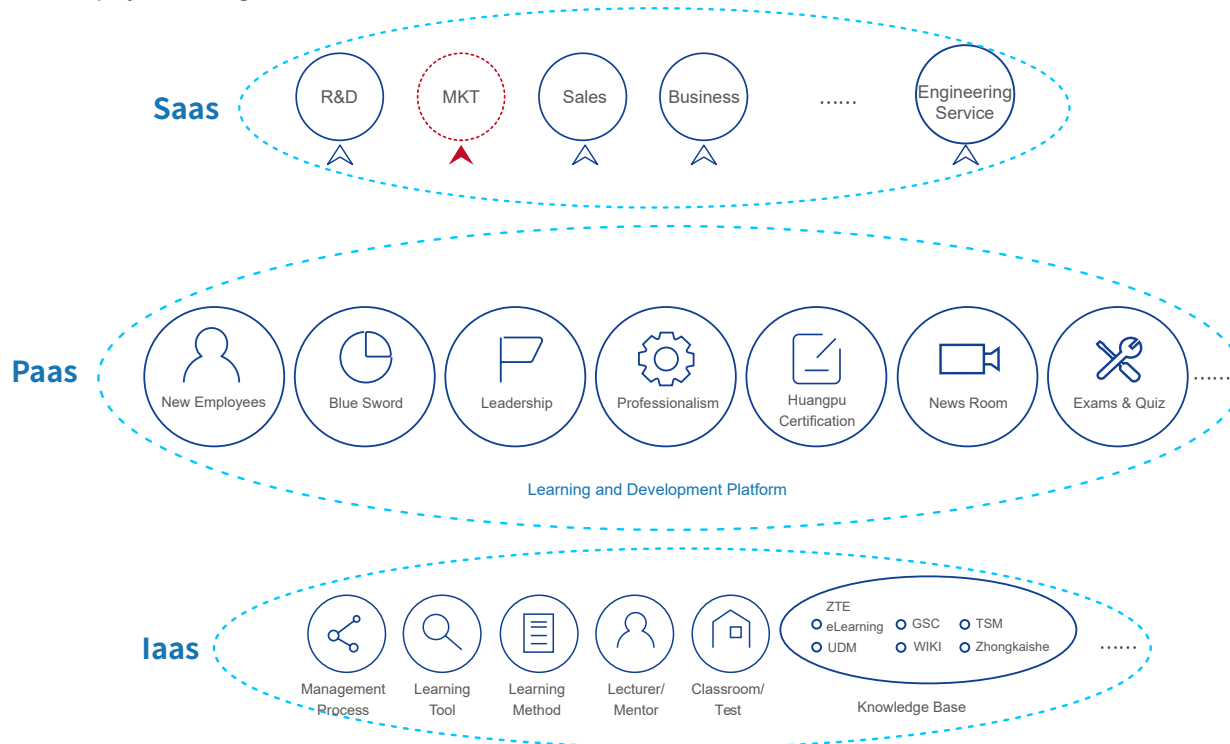 Saas
R&D
MKT
Sales
Business
......
Engineering
Service
Paas
New Employees
Blue Sword
Leadership
Professionalism
Huangpu
Certification
News Room
Exams & Quiz
......
Learning and Development Platform
Iaas
Management
Process
Learning
Tool
Learning
Method
Lecturer/
Mentor
Classroom/
Test
ZTE
eLearning
GSC
TSM
UDM
WIKI
Zhongkaishe
......
Knowledge Base